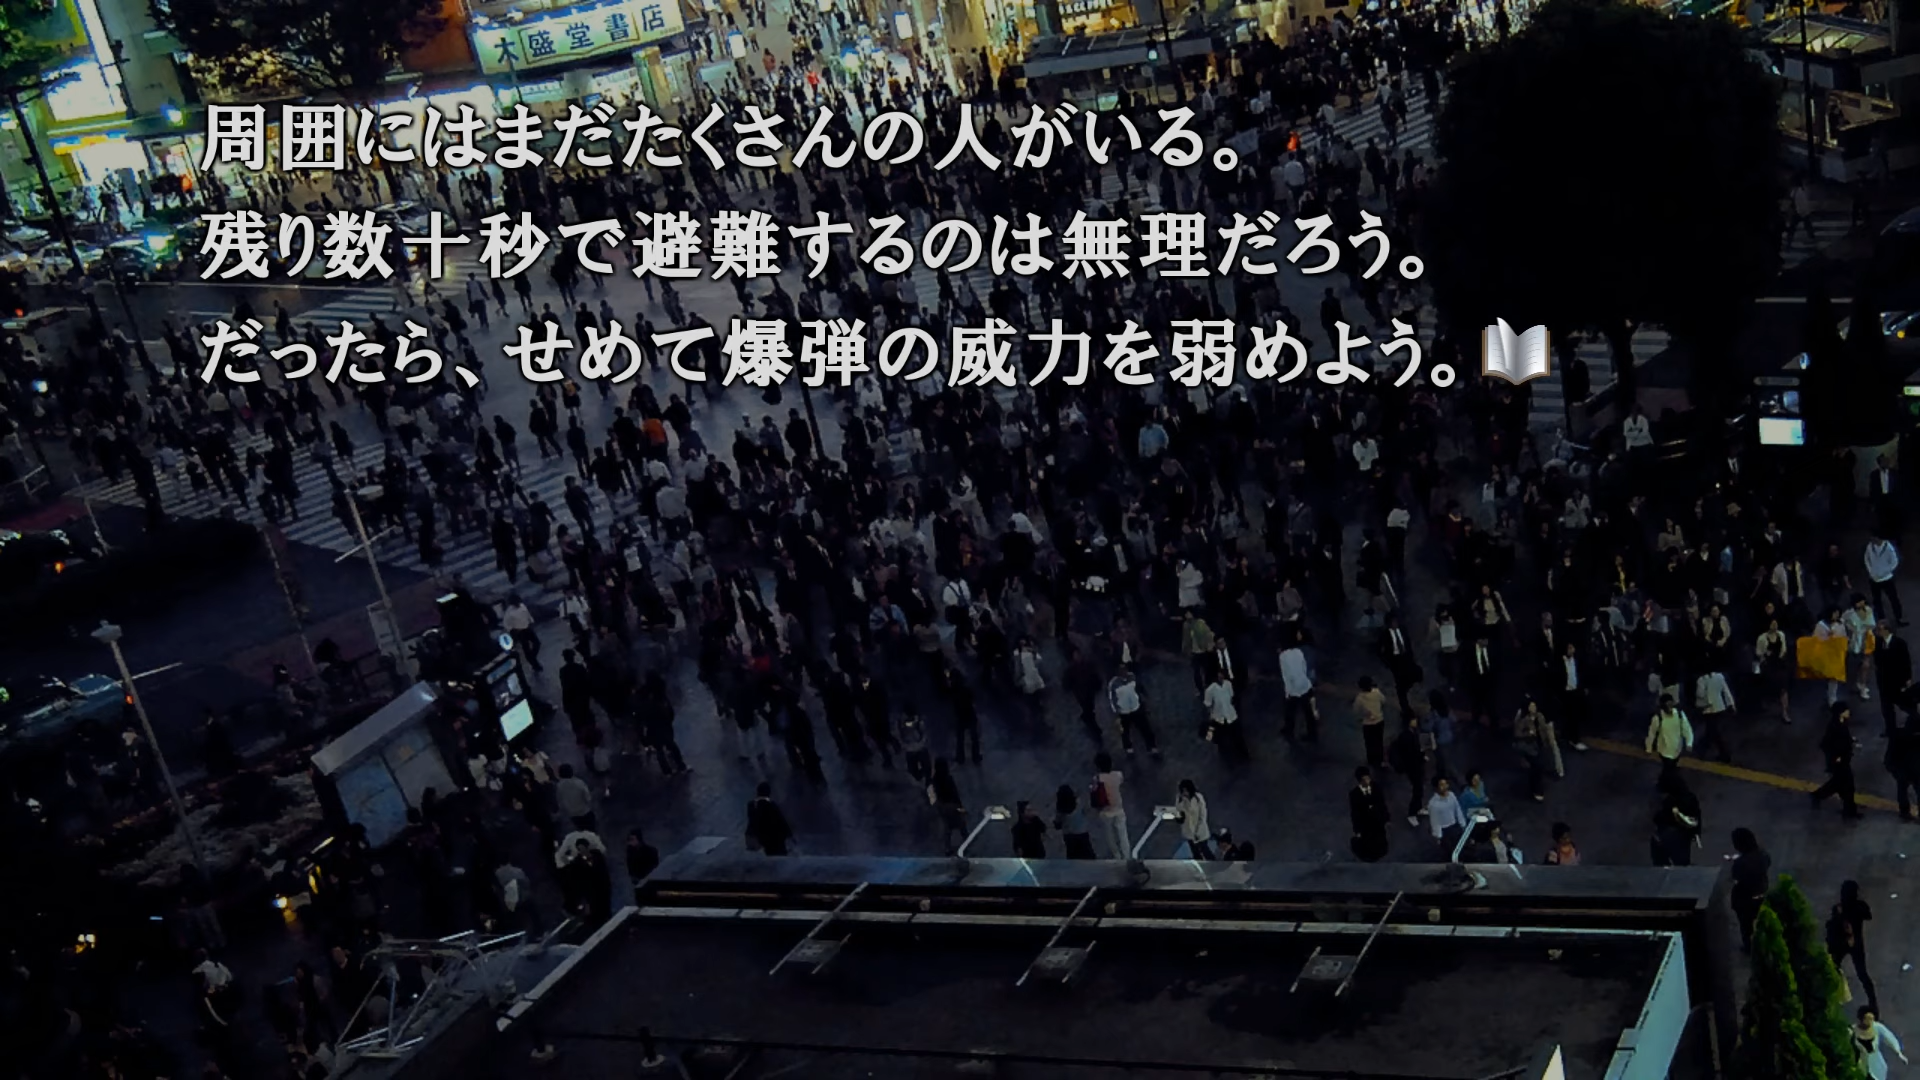 大盛堂書店
周囲にはまだたくさんの人がいる。
残り数十秒で避難するのは無理だろう。
だったら、せめて爆弾の威力を弱めよう。